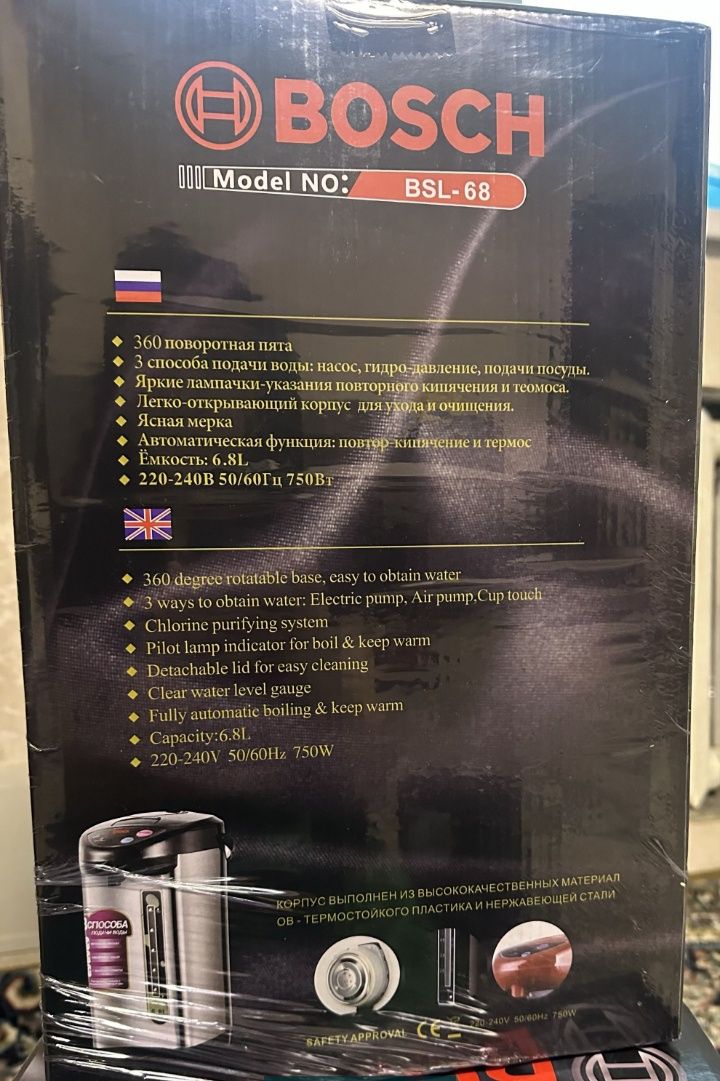 BOSCH
Model NO: BSL-68
360 поворотная пята
3 способа подачи воды: насос, гидро-давление, подачи посуды.
Яркие лампачки-указания повторного кипячения и теомоса.
Легко-открывающий корпус для ухода и очищения.
Ясная мерка
Автоматическая функция: повтор-кипячение и термос
Ёмкость: 6.8L
220-240В 50/60Гц 750Вт
360 degree rotatable base, easy to obtain water
3 ways to obtain water: Electric pump, Air pump,Cup touch
Chlorine purifying system
Pilot lamp indicator for boil & keep warm
Detachable lid for easy cleaning
Clear water level gauge
Fully automatic boiling & keep warm
Capacity:6.8L
220-240V 50/60Hz 750W
КОРПУС ВЫПОЛНЕН ИЗ ВЫСОКОКАЧЕСТВЕННЫХ МАТЕРИАЛ
ОВ - ТЕРМОСТОЙКОГО ПЛАСТИКА И НЕРЖАВЕЮЩЕЙ СТАЛИ
3 СПОСОБА
ПОДАЧИ ВОДЫ
SAFETY APPROVAL CE 220-240V 50/60Hz 750W